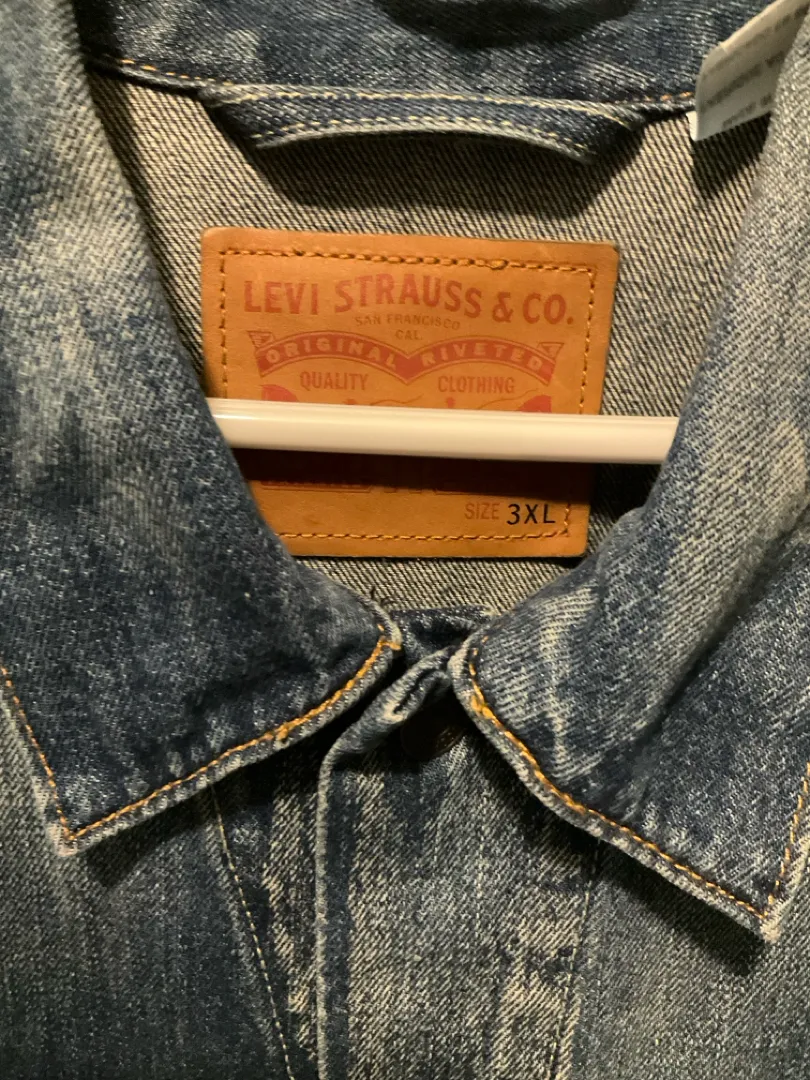 LEVI STRAUSS & CO.
SAN FRANCISCO
CAL.
ORIGINAL RIVETED
QUALITY CLOTHING
SIZE 3XL